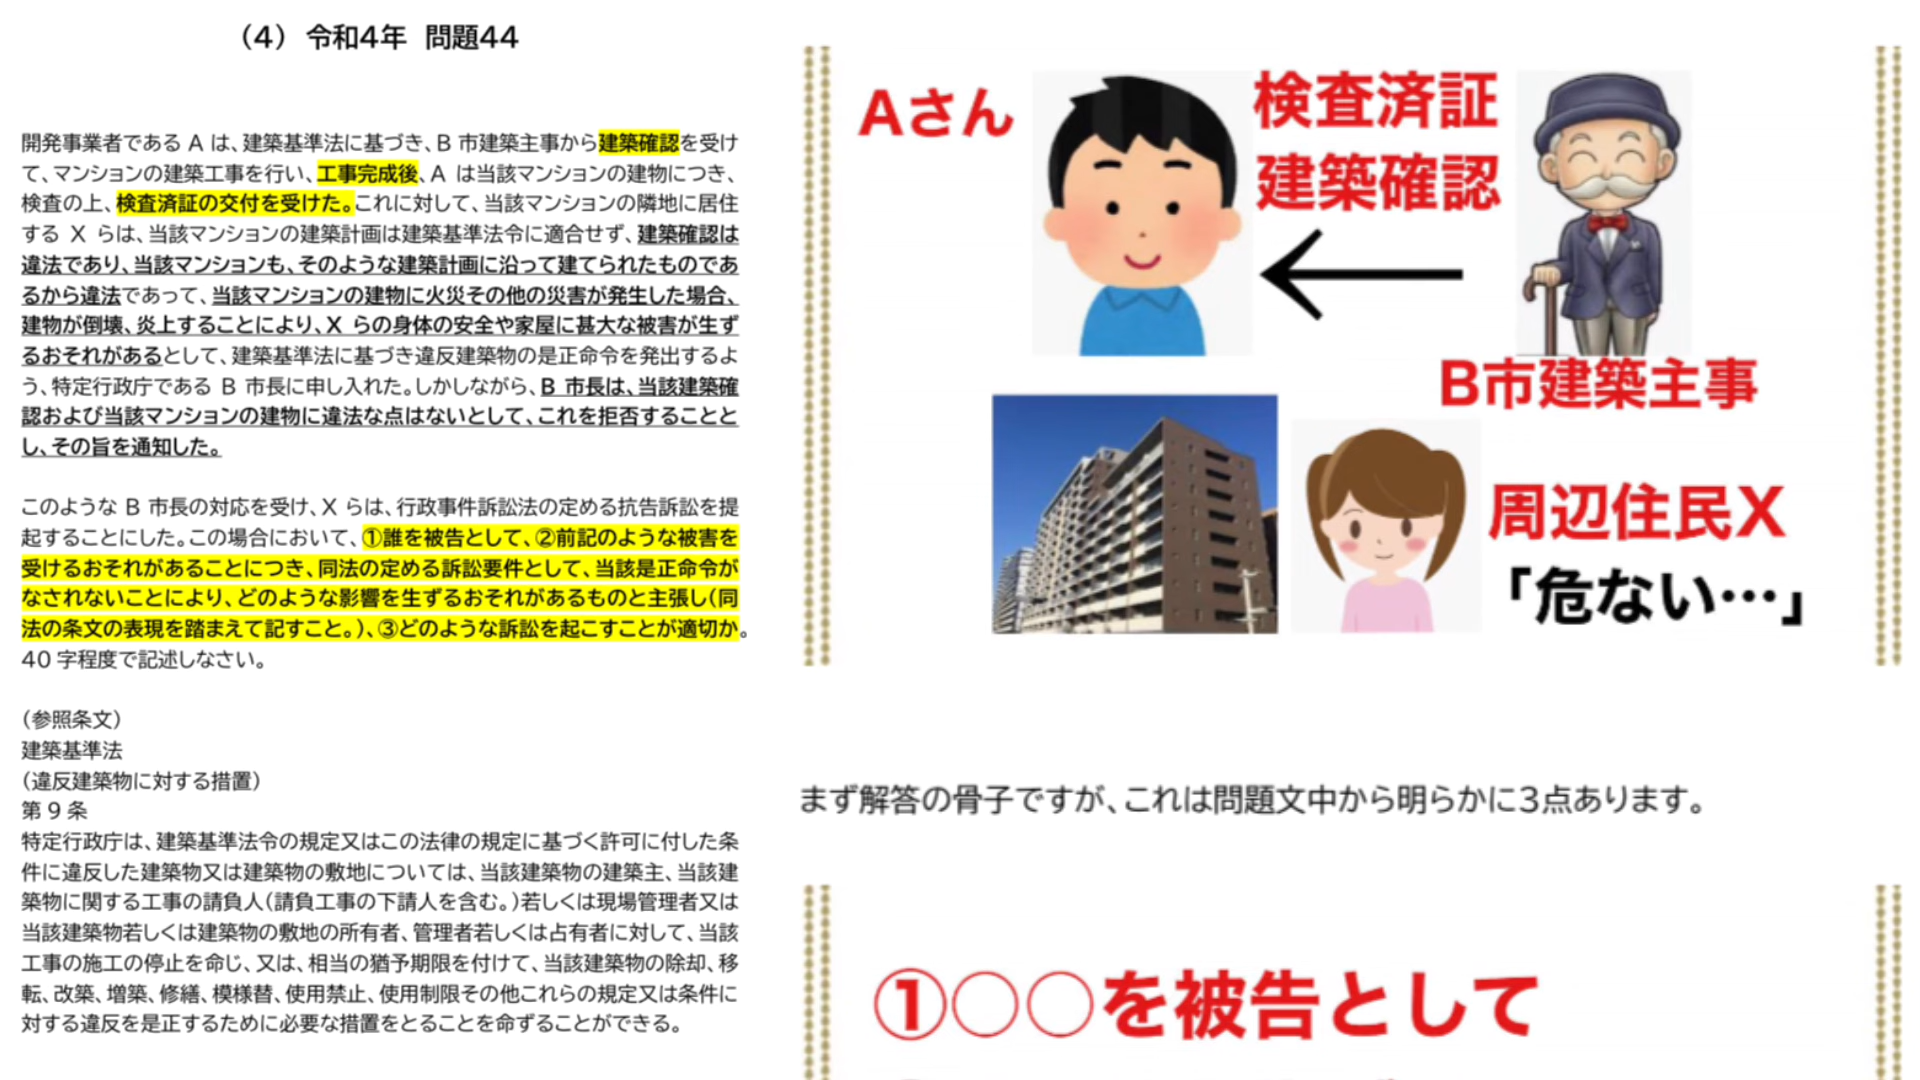 （4） 令和4年 問題44
開発事業者である A は、建築基準法に基づき、B 市建築主事から建築確認を受け
て、マンションの建築工事を行い、工事完成後、A は当該マンションの建物につき、
検査の上、検査済証の交付を受けた。これに対して、当該マンションの隣地に居住
する X らは、当該マンションの建築計画は建築基準法令に適合せず、建築確認は
違法であり、当該マンションも、そのような建築計画に沿って建てられたものであ
るから違法であって、当該マンションの建物に火災その他の災害が発生した場合、
建物が倒壊、炎上することにより、X らの身体の安全や家屋に甚大な被害が生ず
るおそれがあるとして、建築基準法に基づき違反建築物の是正命令を発出するよ
う、特定行政庁である B 市長に申し入れた。しかしながら、B 市長は、当該建築確
認および当該マンションの建物に違法な点はないとして、これを拒否することと
し、その旨を通知した。
このような B 市長の対応を受け、X らは、行政事件訴訟法の定める抗告訴訟を提
起することにした。この場合において、①誰を被告として、②前記のような被害を
受けるおそれがあることにつき、同法の定める訴訟要件として、当該是正命令が
なされないことにより、どのような影響を生ずるおそれがあるものと主張し（同
法の条文の表現を踏まえて記すこと。）、③どのような訴訟を起こすことが適切か。
40 字程度で記述しなさい。
（参照条文）
建築基準法
（違反建築物に対する措置）
第 9 条
特定行政庁は、建築基準法令の規定又はこの法律の規定に基づく許可に付した条
件に違反した建築物又は建築物の敷地については、当該建築物の建築主、当該建
築物に関する工事の請負人（請負工事の下請人を含む。）若しくは現場管理者又は
当該建築物若しくは建築物の敷地の所有者、管理者若しくは占有者に対して、当該
工事の施工の停止を命じ、又は、相当の猶予期限を付けて、当該建築物の除却、移
転、改築、増築、修繕、模様替、使用禁止、使用制限その他これらの規定又は条件に
対する違反を是正するために必要な措置をとることを命ずることができる。
Aさん
検査済証
建築確認
B市建築主事
周辺住民X
「危ない…」
まず解答の骨子ですが、これは問題文中から明らかに3点あります。
①○○を被告として